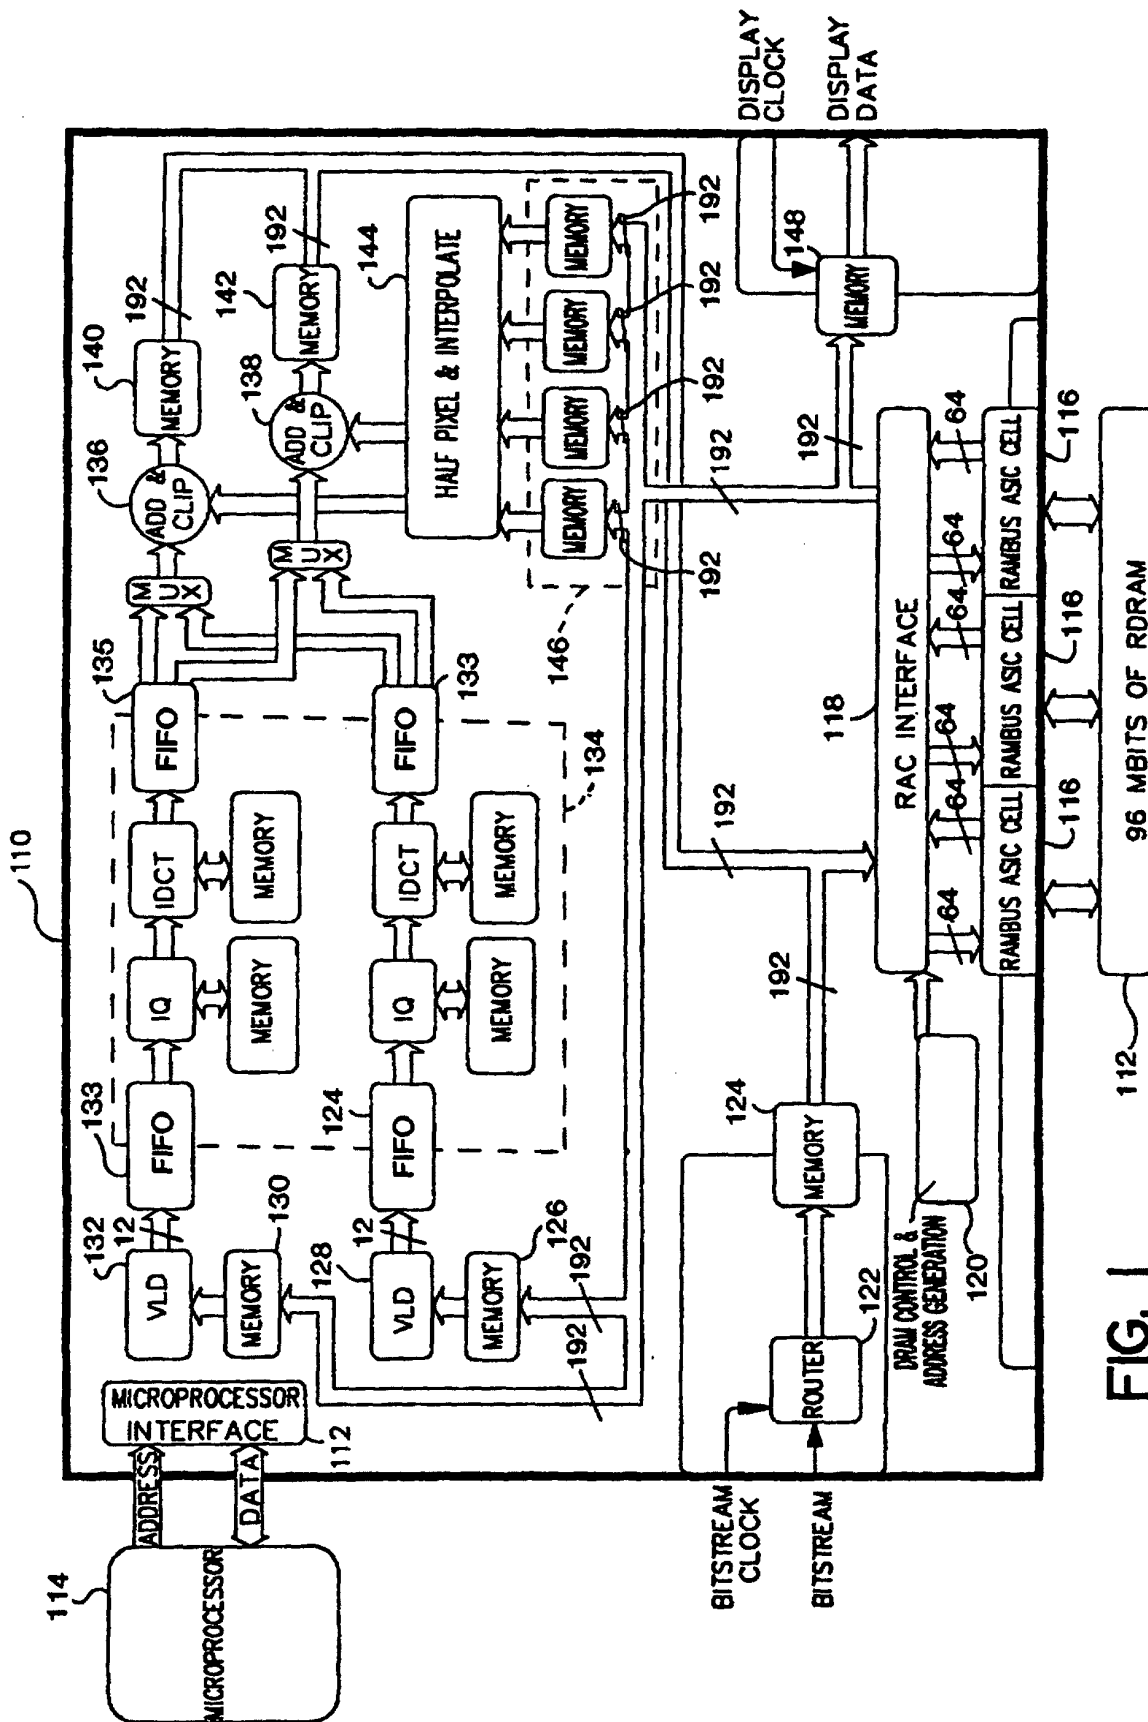 110
114
MICROPROCESSOR
ADDRESS
DATA
MICROPROCESSOR
INTERFACE
112
132
VLD
12
133
FIFO
IQ
IDCT
FIFO
135
MEMORY
MEMORY
130
MEMORY
128
VLD
12
124
FIFO
IQ
IDCT
FIFO
133
MEMORY
MEMORY
134
126
MEMORY
192
192
MUX
MUX
136
ADD &
CLIP
140
MEMORY
192
138
ADD &
CLIP
142
MEMORY
192
144
HALF PIXEL & INTERPOLATE
MEMORY
MEMORY
MEMORY
MEMORY
192
192
192
192
146
192
192
192
BITSTREAM
CLOCK
BITSTREAM
ROUTER
122
124
MEMORY
192
DRAM CONTROL &
ADDRESS GENERATION
120
118
RAC INTERFACE
64
64
64
64
64
64
RAMBUS ASIC CELL
RAMBUS ASIC CELL
RAMBUS ASIC CELL
116
116
116
148
MEMORY
DISPLAY
CLOCK
DISPLAY
DATA
112
96 MBITS OF RDRAM
FIG. 1